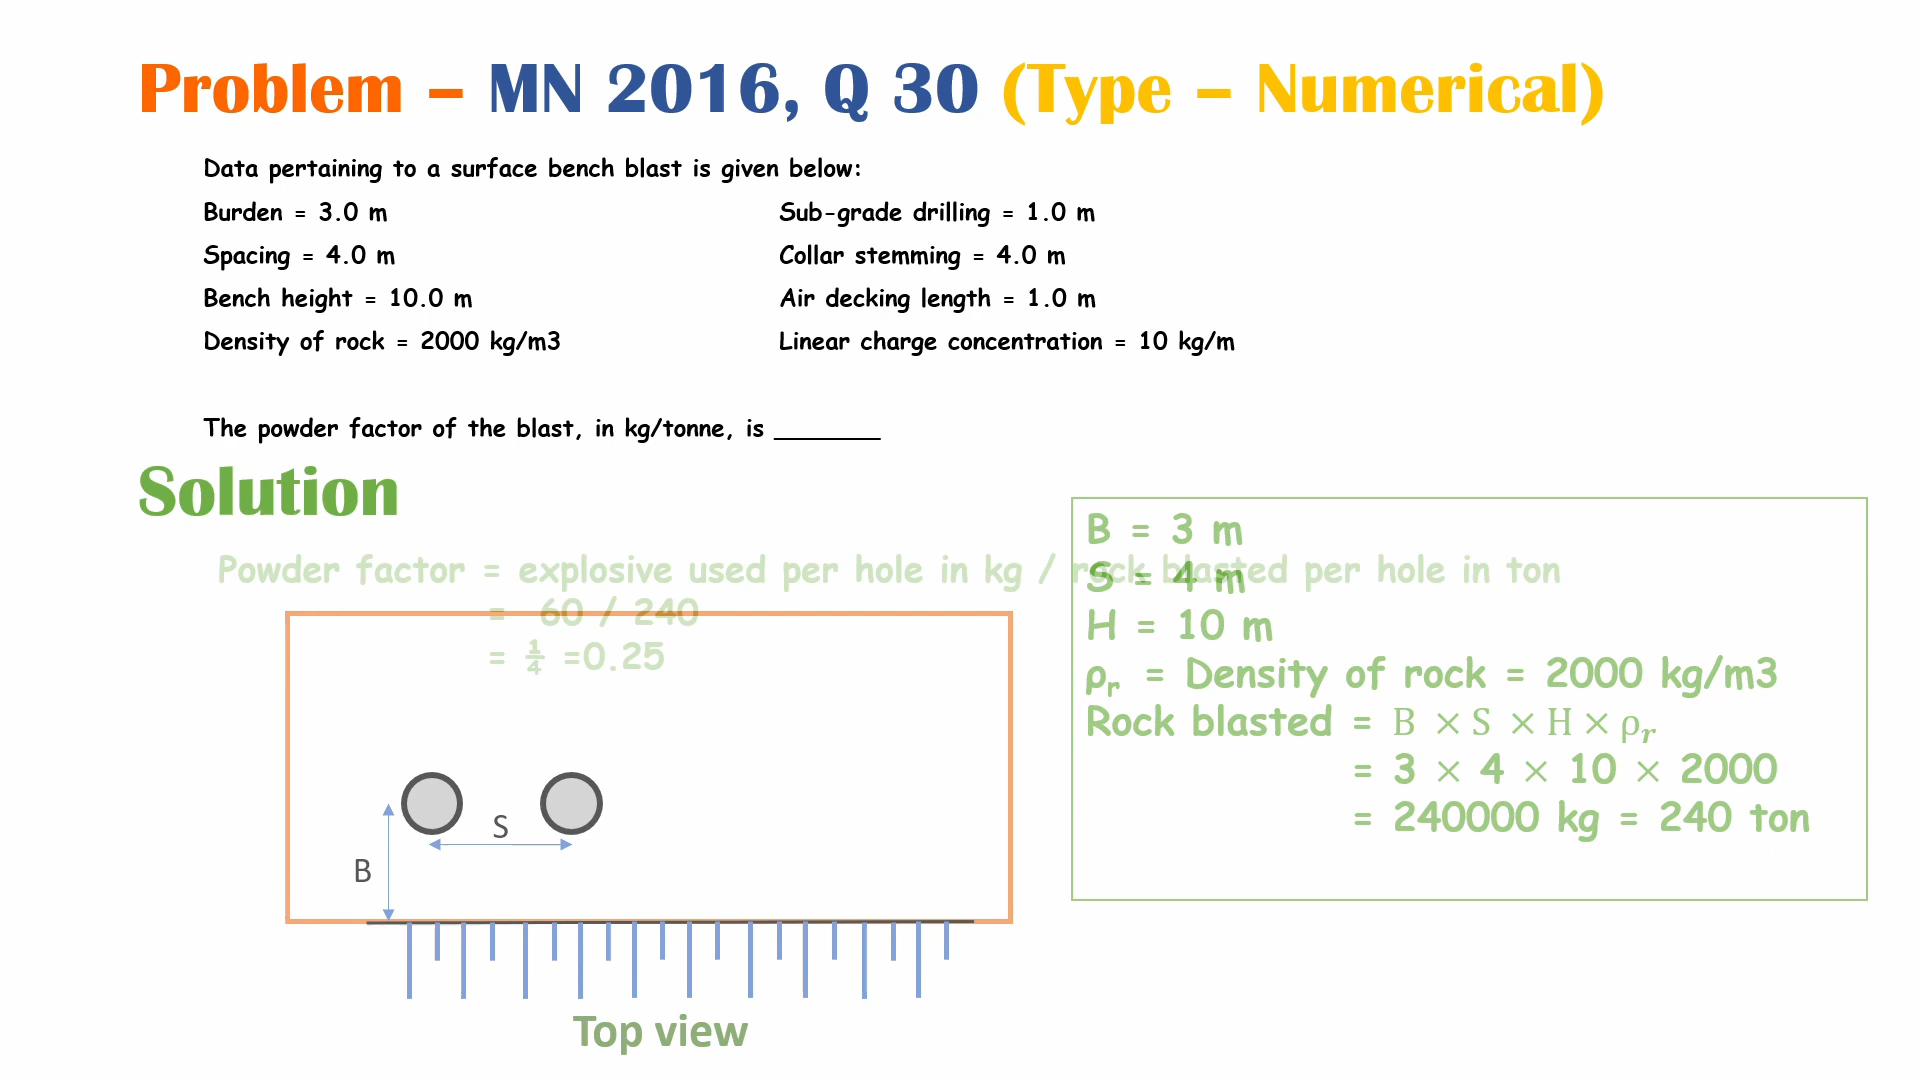 Problem – MN 2016, Q 30 (Type – Numerical)
Data pertaining to a surface bench blast is given below:
Burden = 3.0 m
Sub-grade drilling = 1.0 m
Spacing = 4.0 m
Collar stemming = 4.0 m
Bench height = 10.0 m
Air decking length = 1.0 m
Density of rock = 2000 kg/m3
Linear charge concentration = 10 kg/m
The powder factor of the blast, in kg/tonne, is _______
Solution
Powder factor = explosive used per hole in kg / rock blasted per hole in ton
= 60 / 240
= ¼ =0.25
B = 3 m
S = 4 m
H = 10 m
ρᵣ = Density of rock = 2000 kg/m3
Rock blasted = B × S × H × ρᵣ
= 3 × 4 × 10 × 2000
= 240000 kg = 240 ton
S
B
Top view